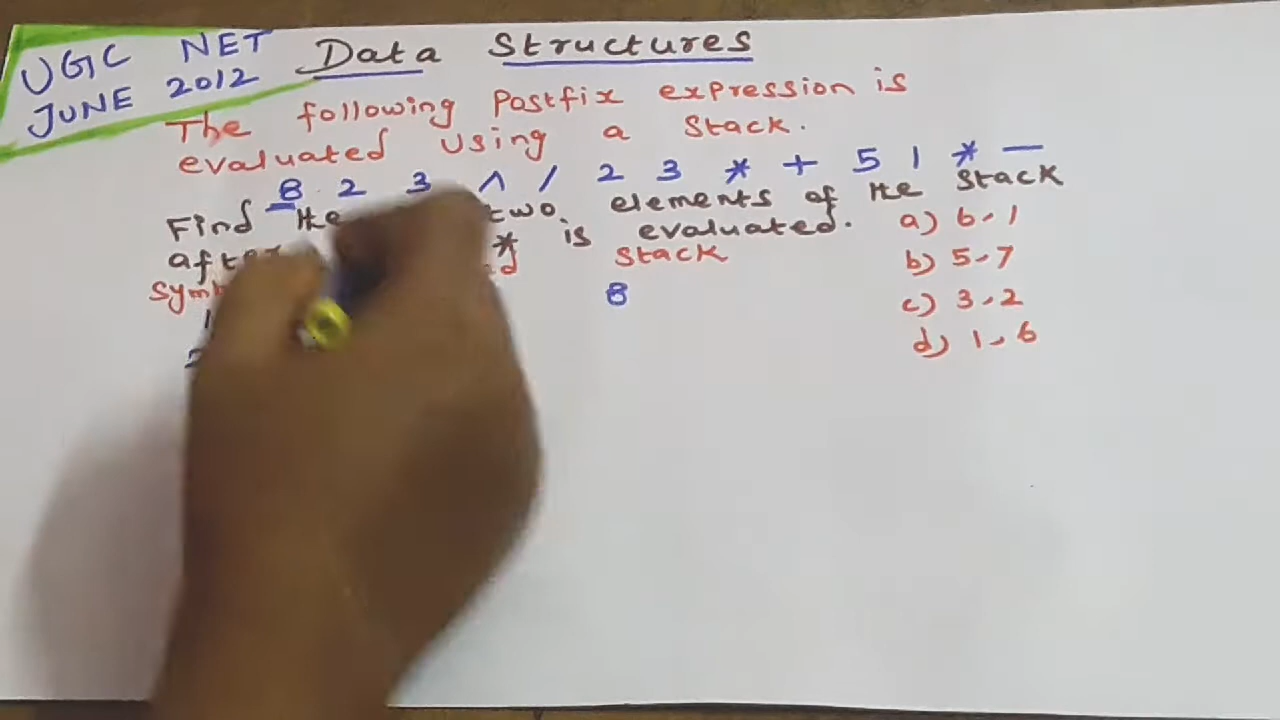 UGC NET
JUNE 2012
Data Structures
The following Postfix expression is
evaluated using a stack.
8 2 3 ^ / 2 3 * + 5 1 * -
Find the two elements of the stack
after * is evaluated.
a) 6, 1
b) 5, 7
c) 3, 2
d) 1, 6
Stack
8